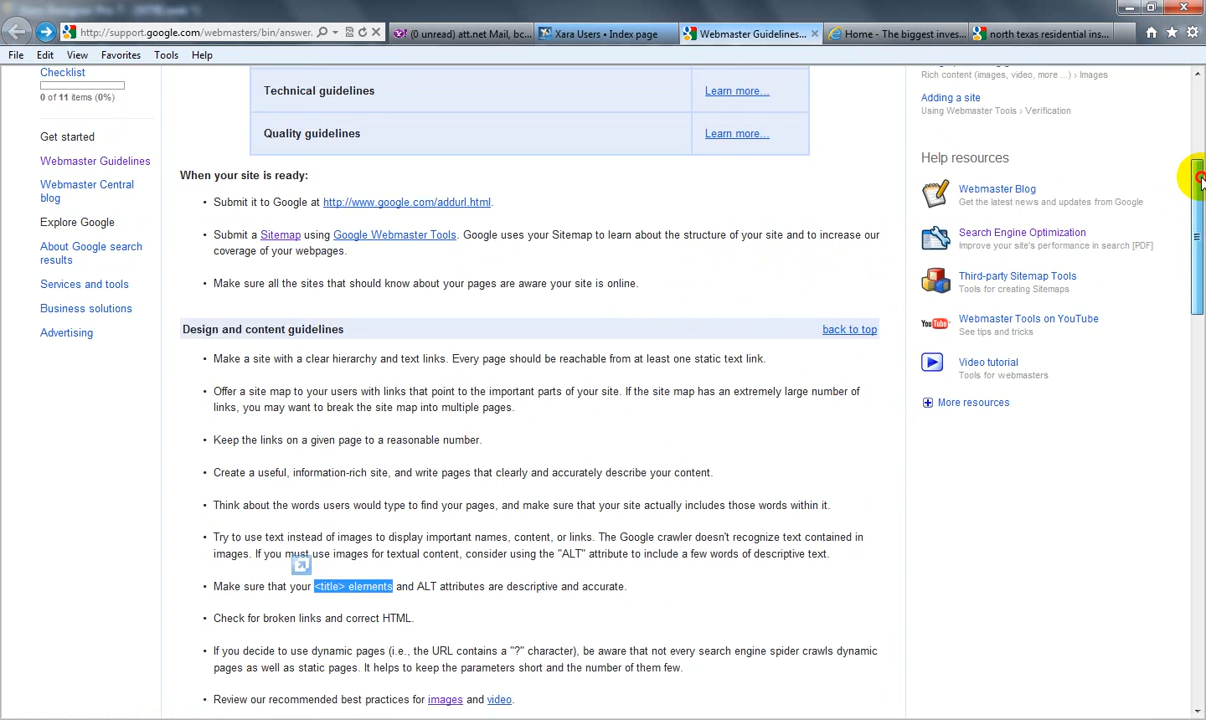 http://support.google.com/webmasters/bin/answer.
(0 unread) att.net Mail, bc...
Xara Users • Index page
Webmaster Guidelines...
Home - The biggest inves...
north texas residential ins...
File Edit View Favorites Tools Help
Checklist
0 of 11 items (0%)
Get started
Webmaster Guidelines
Webmaster Central
blog
Explore Google
About Google search
results
Services and tools
Business solutions
Advertising
Technical guidelines Learn more...
Quality guidelines Learn more...
When your site is ready:
• Submit it to Google at http://www.google.com/addurl.html.
• Submit a Sitemap using Google Webmaster Tools. Google uses your Sitemap to learn about the structure of your site and to increase our
coverage of your webpages.
• Make sure all the sites that should know about your pages are aware your site is online.
Design and content guidelines back to top
• Make a site with a clear hierarchy and text links. Every page should be reachable from at least one static text link.
• Offer a site map to your users with links that point to the important parts of your site. If the site map has an extremely large number of
links, you may want to break the site map into multiple pages.
• Keep the links on a given page to a reasonable number.
• Create a useful, information-rich site, and write pages that clearly and accurately describe your content.
• Think about the words users would type to find your pages, and make sure that your site actually includes those words within it.
• Try to use text instead of images to display important names, content, or links. The Google crawler doesn't recognize text contained in
images. If you must use images for textual content, consider using the "ALT" attribute to include a few words of descriptive text.
• Make sure that your <title> elements and ALT attributes are descriptive and accurate.
• Check for broken links and correct HTML.
• If you decide to use dynamic pages (i.e., the URL contains a "?" character), be aware that not every search engine spider crawls dynamic
pages as well as static pages. It helps to keep the parameters short and the number of them few.
• Review our recommended best practices for images and video.
Rich content (images, video, more ...) › Images
Adding a site
Using Webmaster Tools › Verification
Help resources
Webmaster Blog
Get the latest news and updates from Google
Search Engine Optimization
Improve your site's performance in search [PDF]
Third-party Sitemap Tools
Tools for creating Sitemaps
You Tube
Webmaster Tools on YouTube
See tips and tricks
Video tutorial
Tools for webmasters
More resources